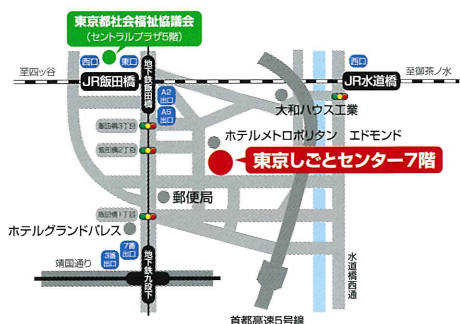 東京都社会福祉協議会
（セントラルプラザ5階）
至四ツ谷
西口
東口
JR飯田橋
地下鉄飯田橋
A2
出口
A5
出口
西口
JR水道橋
至御茶ノ水
大和ハウス工業
飯田橋3丁目
ホテルメトロポリタン　エドモンド
飯田橋2丁目
東京しごとセンター7階
郵便局
飯田橋1丁目
ホテルグランドパレス
7番
出口
3番
出口
靖国通り
地下鉄九段下
水道橋西通
首都高速5号線